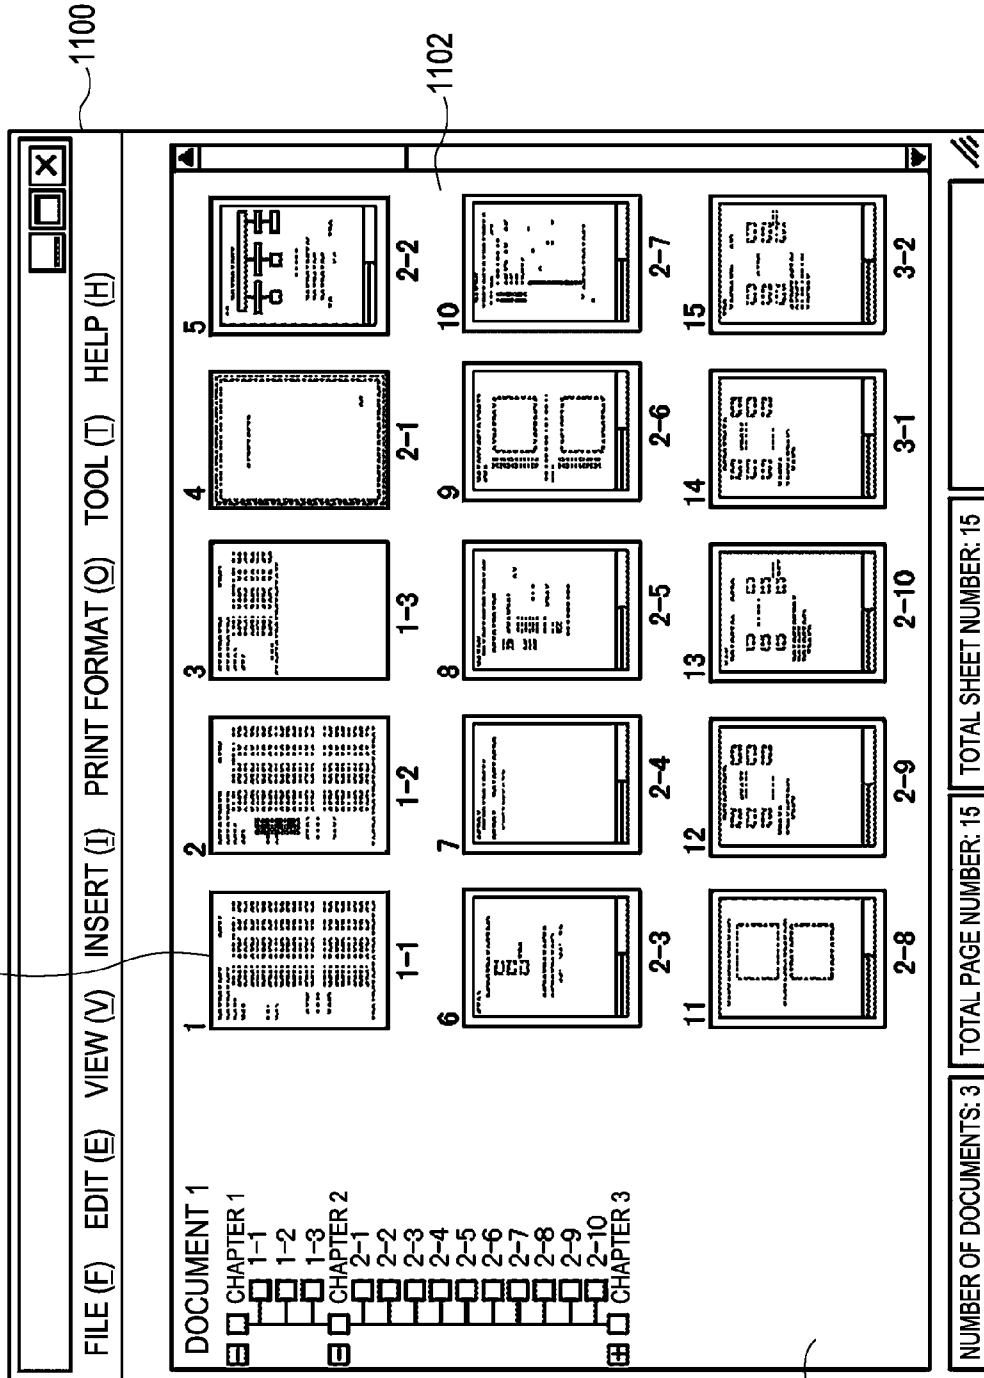 1100
FILE (F) EDIT (E) VIEW (V) INSERT (I) PRINT FORMAT (O) TOOL (T) HELP (H)
1102
DOCUMENT 1
CHAPTER 1
1-1
1-2
1-3
CHAPTER 2
2-1
2-2
2-3
2-4
2-5
2-6
2-7
2-8
2-9
2-10
CHAPTER 3
1 2 3 4 5
1-1 1-2 1-3 2-1 2-2
6 7 8 9 10
2-3 2-4 2-5 2-6 2-7
11 12 13 14 15
2-8 2-9 2-10 3-1 3-2
NUMBER OF DOCUMENTS: 3 TOTAL PAGE NUMBER: 15 TOTAL SHEET NUMBER: 15